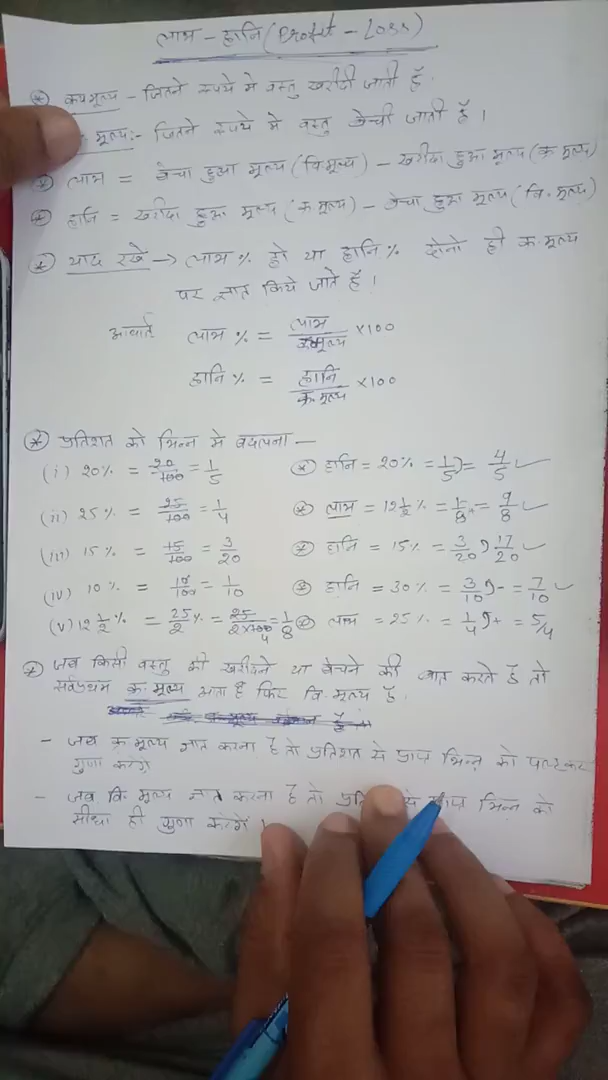 लाभ - हानि (Profit - Loss)
क्रय मूल्य - जितने रुपये मे वस्तु खरीदी जाती हॅ.
मूल्य:- जितने रुपये मे वस्तु बेची जाती हॅ।
लाभ = बेचा हुआ मूल्य (वि.मूल्य) - खरीदा हुआ मूल्य (क्र.मूल्य)
हानि = खरीदा हुआ मूल्य (क्र.मूल्य) - बेचा हुआ मूल्य (वि.मूल्य)
याद रखे → लाभ % हो या हानि % दोनो ही क्र.मूल्य
पर ज्ञात किये जाते हॅ।
लाभ % = लाभ/क्र.मूल्य × 100
हानि % = हानि/क्र.मूल्य × 100
प्रतिशत को भिन्न मे बदलना -
(i) 20% = 20/100 = 1/5
हानि = 20% = 1/5)- = 4/5 ✓
(ii) 25% = 25/100 = 1/4
लाभ = 12 1/2 % = 1/8 = 9/8 ✓
(iii) 15% = 15/100 = 3/20
हानि = 15% = 3/20) 17/20 ✓
(iv) 10% = 10/100 = 1/10
हानि = 30% = 3/10)- = 7/10 ✓
(v) 12 1/2 % = 25/2 % = 25/2×100 = 1/8
लाभ = 25% = 1/4)+ = 5/4
जब किसी वस्तु को खरीदने या बेचने की बात करते हॅ तो
सर्वप्रथम क्र.मूल्य आता है फिर वि.मूल्य हॅ.
- जब क्र.मूल्य ज्ञात करना है तो प्रतिशत से प्राप्त भिन्न को पलटकर
गुणा करेंगे
- जब वि. मूल्य ज्ञात करना है तो से प्राप्त भिन्न को
सीधा ही गुणा करेंगें।